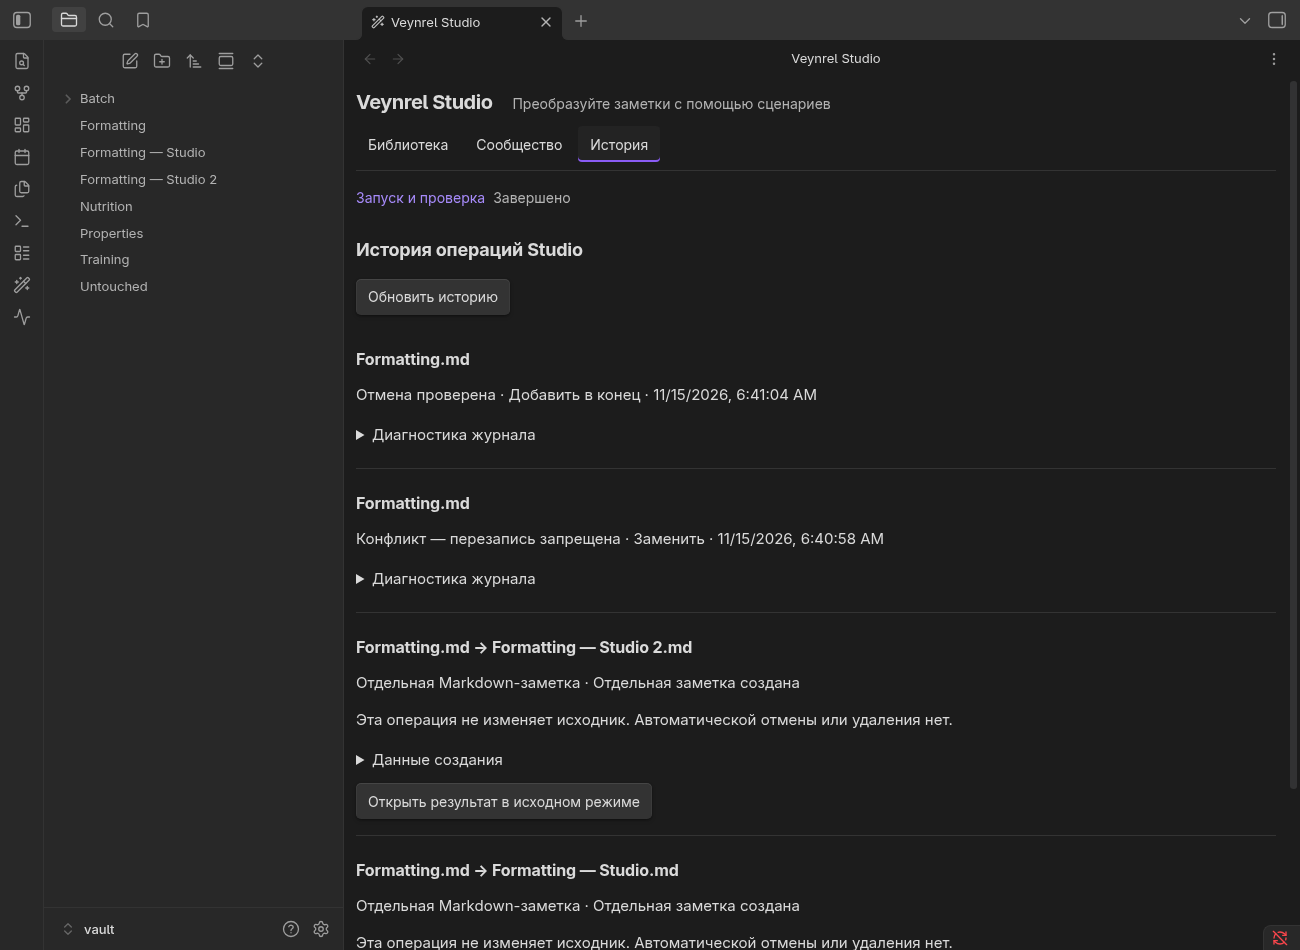 Veynrel Studio
Batch
Formatting
Formatting — Studio
Formatting — Studio 2
Nutrition
Properties
Training
Untouched
vault
Veynrel Studio
Veynrel Studio
Преобразуйте заметки с помощью сценариев
Библиотека
Сообщество
История
Запуск и проверка
Завершено
История операций Studio
Обновить историю
Formatting.md
Отмена проверена · Добавить в конец · 11/15/2026, 6:41:04 AM
Диагностика журнала
Formatting.md
Конфликт — перезапись запрещена · Заменить · 11/15/2026, 6:40:58 AM
Диагностика журнала
Formatting.md → Formatting — Studio 2.md
Отдельная Markdown-заметка · Отдельная заметка создана
Эта операция не изменяет исходник. Автоматической отмены или удаления нет.
Данные создания
Открыть результат в исходном режиме
Formatting.md → Formatting — Studio.md
Отдельная Markdown-заметка · Отдельная заметка создана
Эта операция не изменяет исходник. Автоматической отмены или удаления нет.